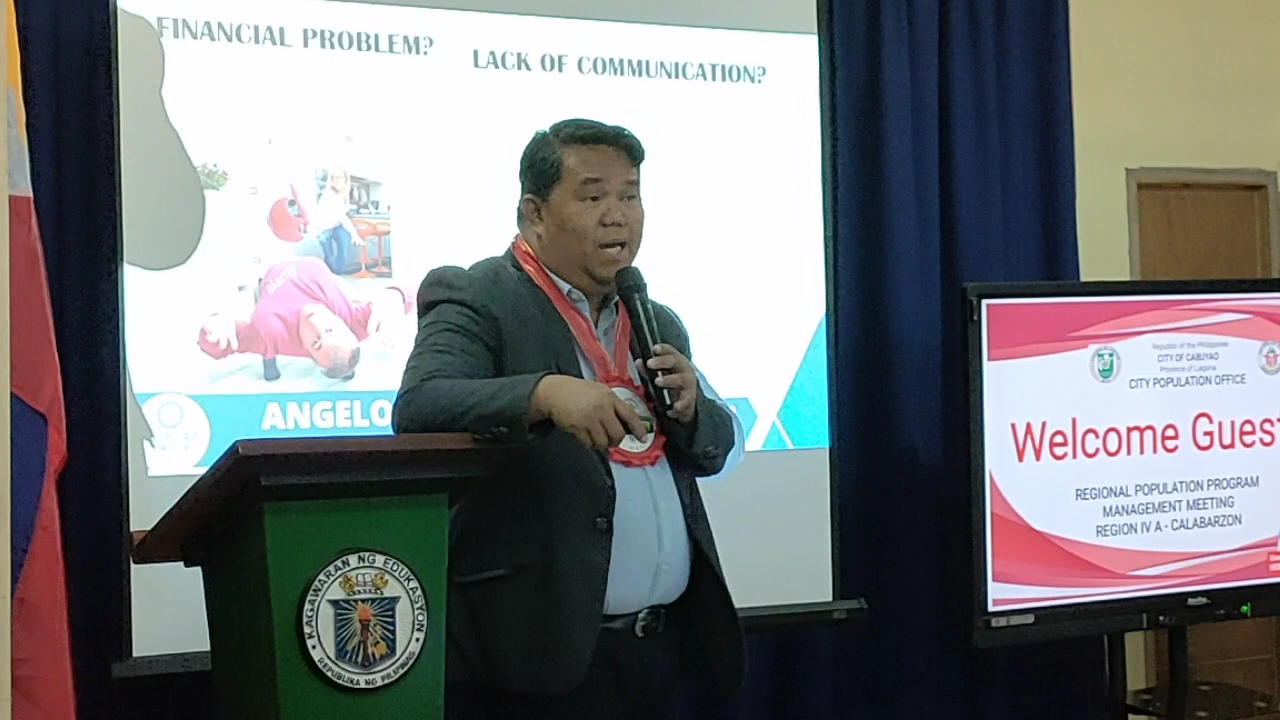 FINANCIAL PROBLEM?
LACK OF COMMUNICATION?
ANGELO
KAGAWARAN NG EDUKASYON
REPUBLIKA NG PILIPINAS
Republic of the Philippines
CITY OF CABUYAO
Province of Laguna
CITY POPULATION OFFICE
Welcome Guest
REGIONAL POPULATION PROGRAM
MANAGEMENT MEETING
REGION IV A - CALABARZON